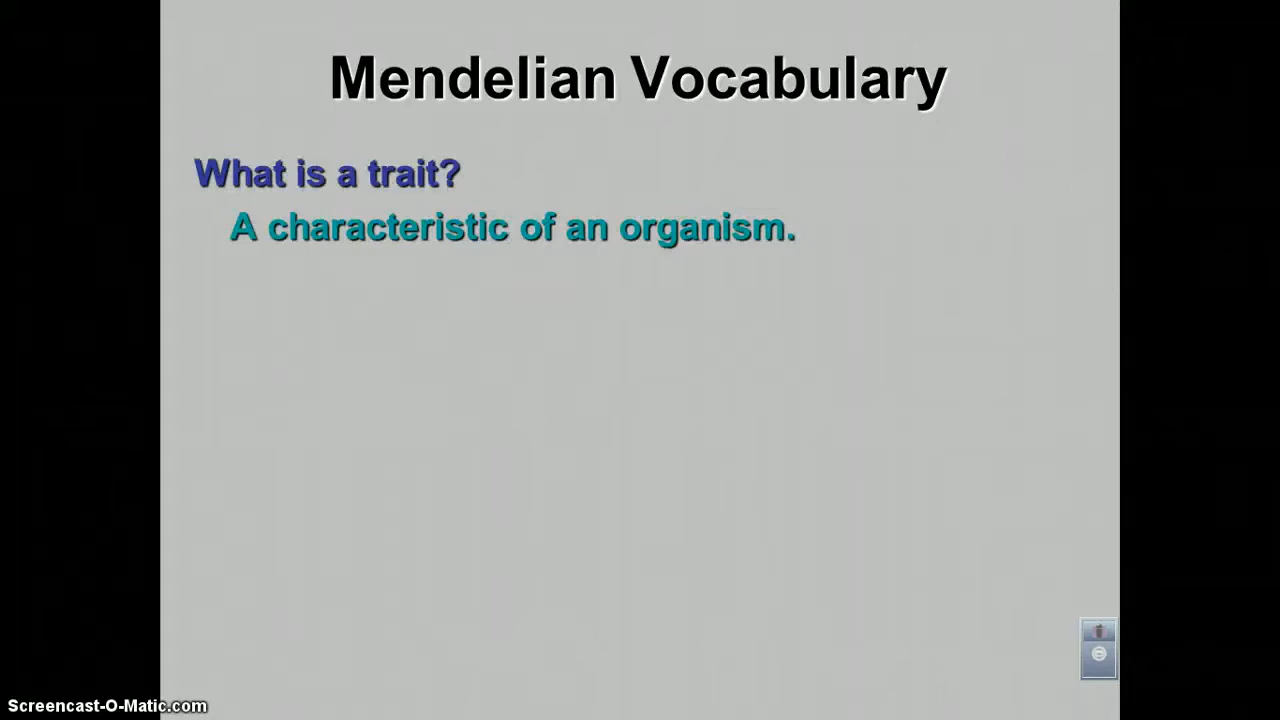 Mendelian Vocabulary
What is a trait?
A characteristic of an organism.
Screencast-O-Matic.com